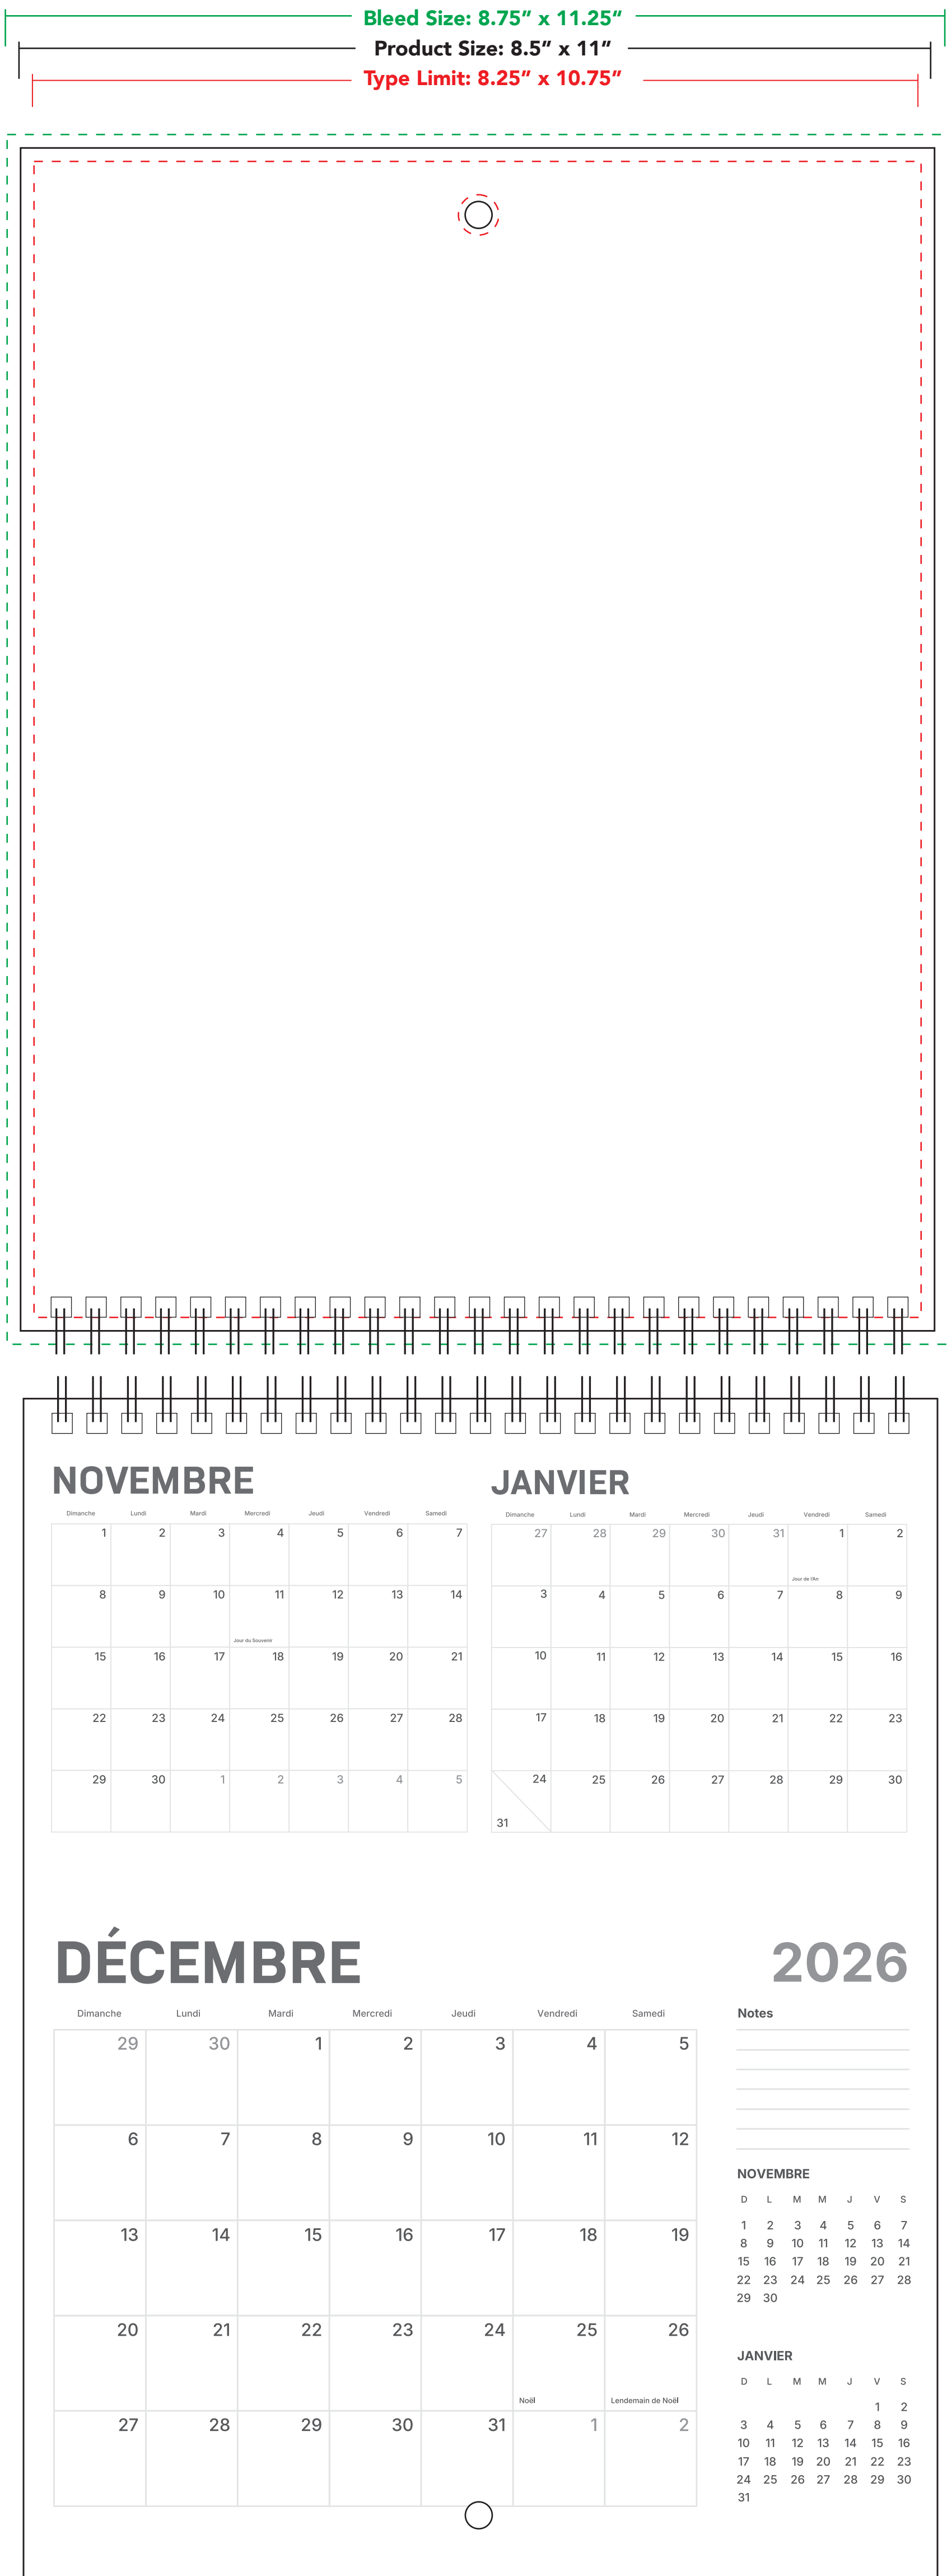 Bleed Size: 8.75” x 11.25”
Product Size: 8.5” x 11”
Type Limit: 8.25” x 10.75”
NOVEMBRE
Dimanche Lundi Mardi Mercredi Jeudi Vendredi Samedi
1 2 3 4 5 6 7
8 9 10 11 12 13 14
Jour du Souvenir
15 16 17 18 19 20 21
22 23 24 25 26 27 28
29 30 1 2 3 4 5
JANVIER
Dimanche Lundi Mardi Mercredi Jeudi Vendredi Samedi
27 28 29 30 31 1 2
Jour de l'An
3 4 5 6 7 8 9
10 11 12 13 14 15 16
17 18 19 20 21 22 23
24 25 26 27 28 29 30
31
DÉCEMBRE
2026
Dimanche Lundi Mardi Mercredi Jeudi Vendredi Samedi
29 30 1 2 3 4 5
6 7 8 9 10 11 12
13 14 15 16 17 18 19
20 21 22 23 24 25 26
Noël Lendemain de Noël
27 28 29 30 31 1 2
Notes
NOVEMBRE
D L M M J V S
1 2 3 4 5 6 7
8 9 10 11 12 13 14
15 16 17 18 19 20 21
22 23 24 25 26 27 28
29 30
JANVIER
D L M M J V S
1 2
3 4 5 6 7 8 9
10 11 12 13 14 15 16
17 18 19 20 21 22 23
24 25 26 27 28 29 30
31